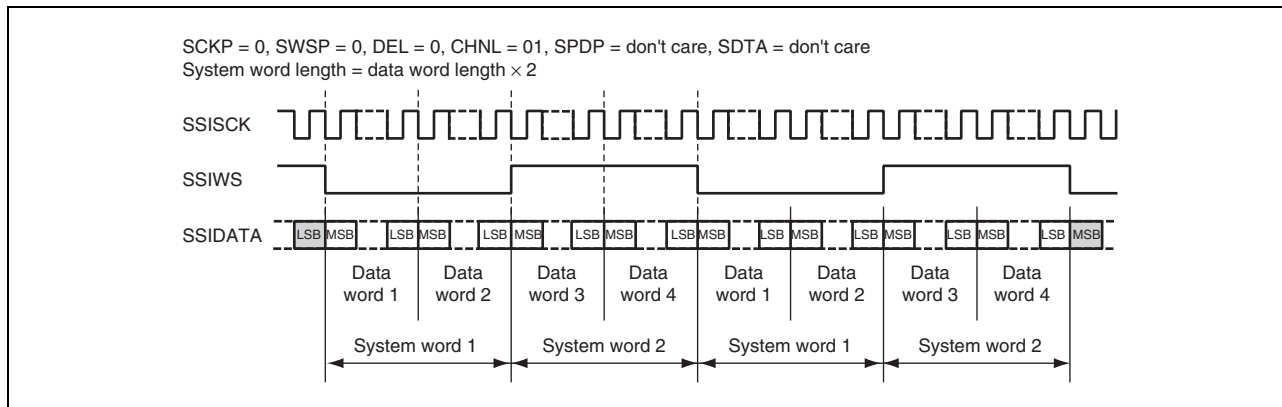 SCKP = 0, SWSP = 0, DEL = 0, CHNL = 01, SPDP = don't care, SDTA = don't care
System word length = data word length × 2
SSISCK
SSIWS
SSIDATA
LSB MSB LSB MSB LSB MSB LSB MSB LSB MSB LSB MSB LSB MSB LSB MSB LSB MSB
Data word 1 Data word 2 Data word 3 Data word 4 Data word 1 Data word 2 Data word 3 Data word 4
System word 1 System word 2 System word 1 System word 2